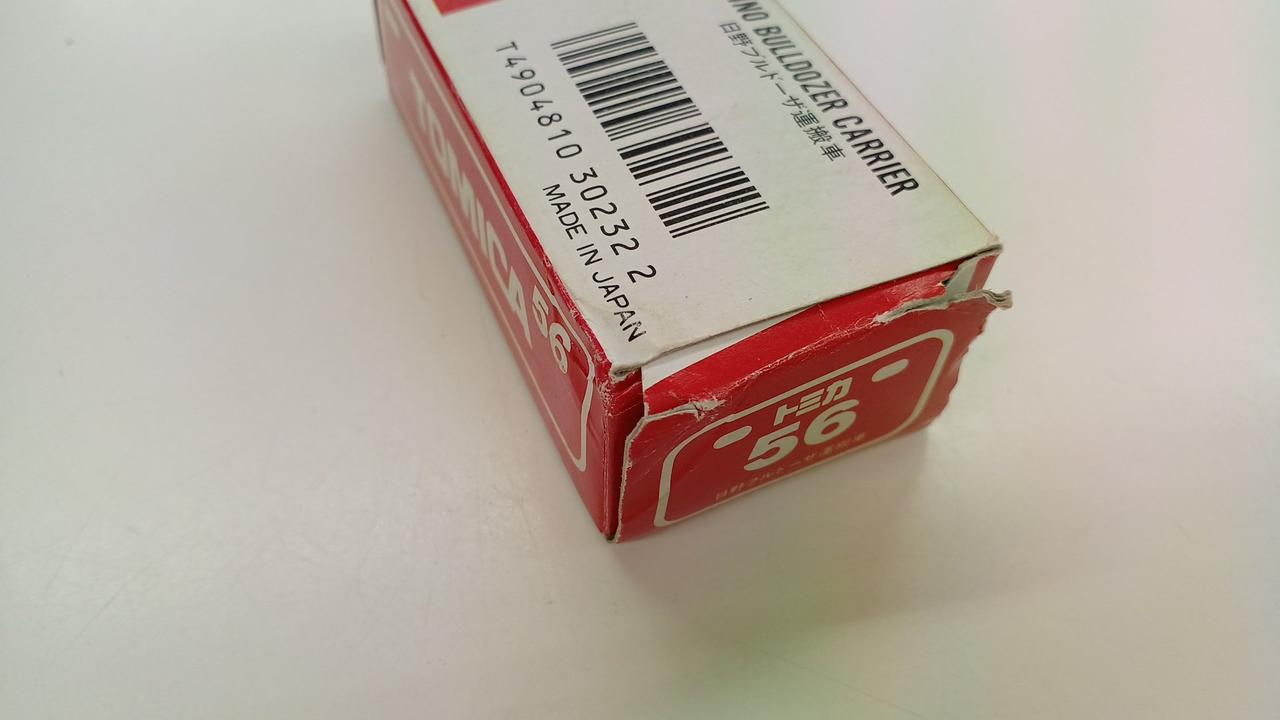 INO BULLDOZER CARRIER
日野ブルドーザ運搬車
T4904810 30232 2
MADE IN JAPAN
TOMICA 56
トミカ
56
日野ブルドーザ運搬車